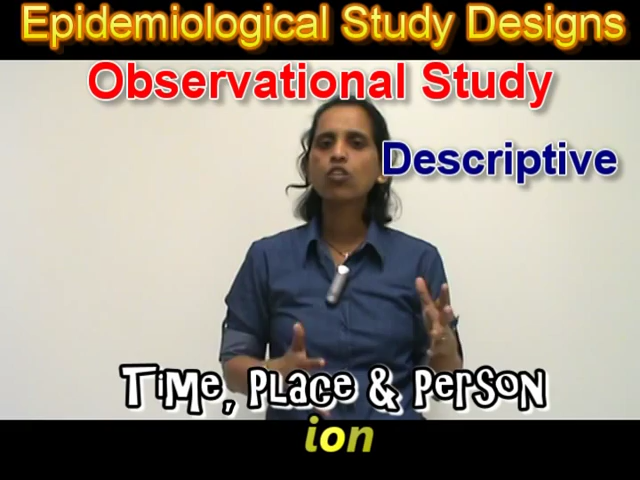 Epidemiological Study Designs
Observational Study
Descriptive
Time, Place & Person
ion